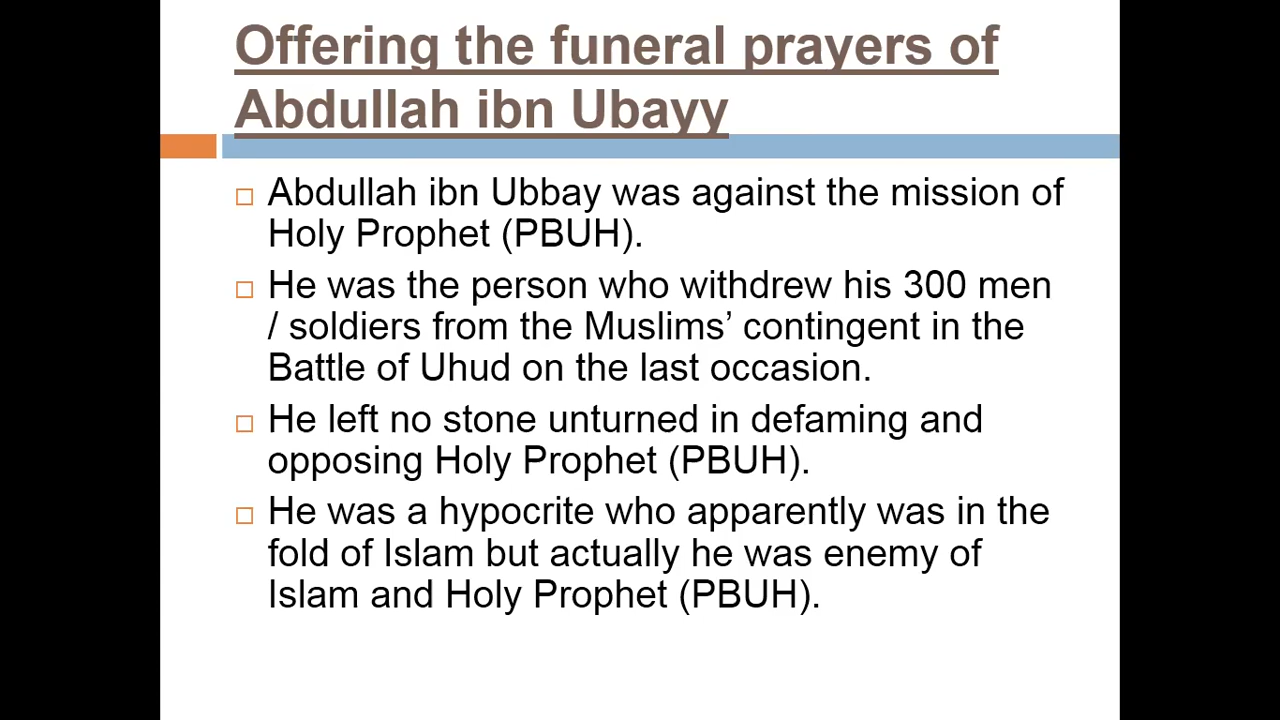 Offering the funeral prayers of
Abdullah ibn Ubayy
Abdullah ibn Ubbay was against the mission of
Holy Prophet (PBUH).
He was the person who withdrew his 300 men
/ soldiers from the Muslims’ contingent in the
Battle of Uhud on the last occasion.
He left no stone unturned in defaming and
opposing Holy Prophet (PBUH).
He was a hypocrite who apparently was in the
fold of Islam but actually he was enemy of
Islam and Holy Prophet (PBUH).